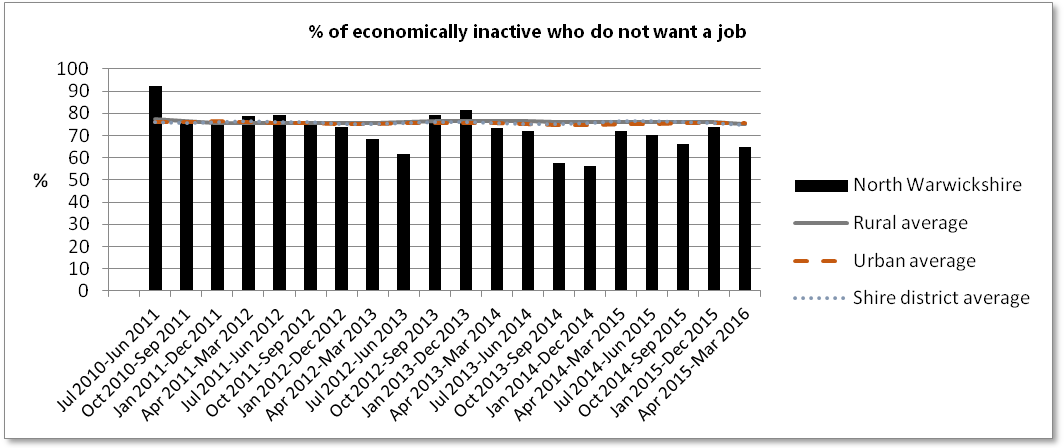 % of economically inactive who do not want a job
100
90
80
70
60
50
40
30
20
10
0
%
Jul 2010-Jun 2011
Oct 2010-Sep 2011
Jan 2011-Dec 2011
Apr 2011-Mar 2012
Jul 2011-Jun 2012
Oct 2011-Sep 2012
Jan 2012-Dec 2012
Apr 2012-Mar 2013
Jul 2012-Jun 2013
Oct 2012-Sep 2013
Jan 2013-Dec 2013
Apr 2013-Mar 2014
Jul 2013-Jun 2014
Oct 2013-Sep 2014
Jan 2014-Dec 2014
Apr 2014-Mar 2015
Jul 2014-Jun 2015
Oct 2014-Sep 2015
Jan 2015-Dec 2015
Apr 2015-Mar 2016
North Warwickshire
Rural average
Urban average
Shire district average